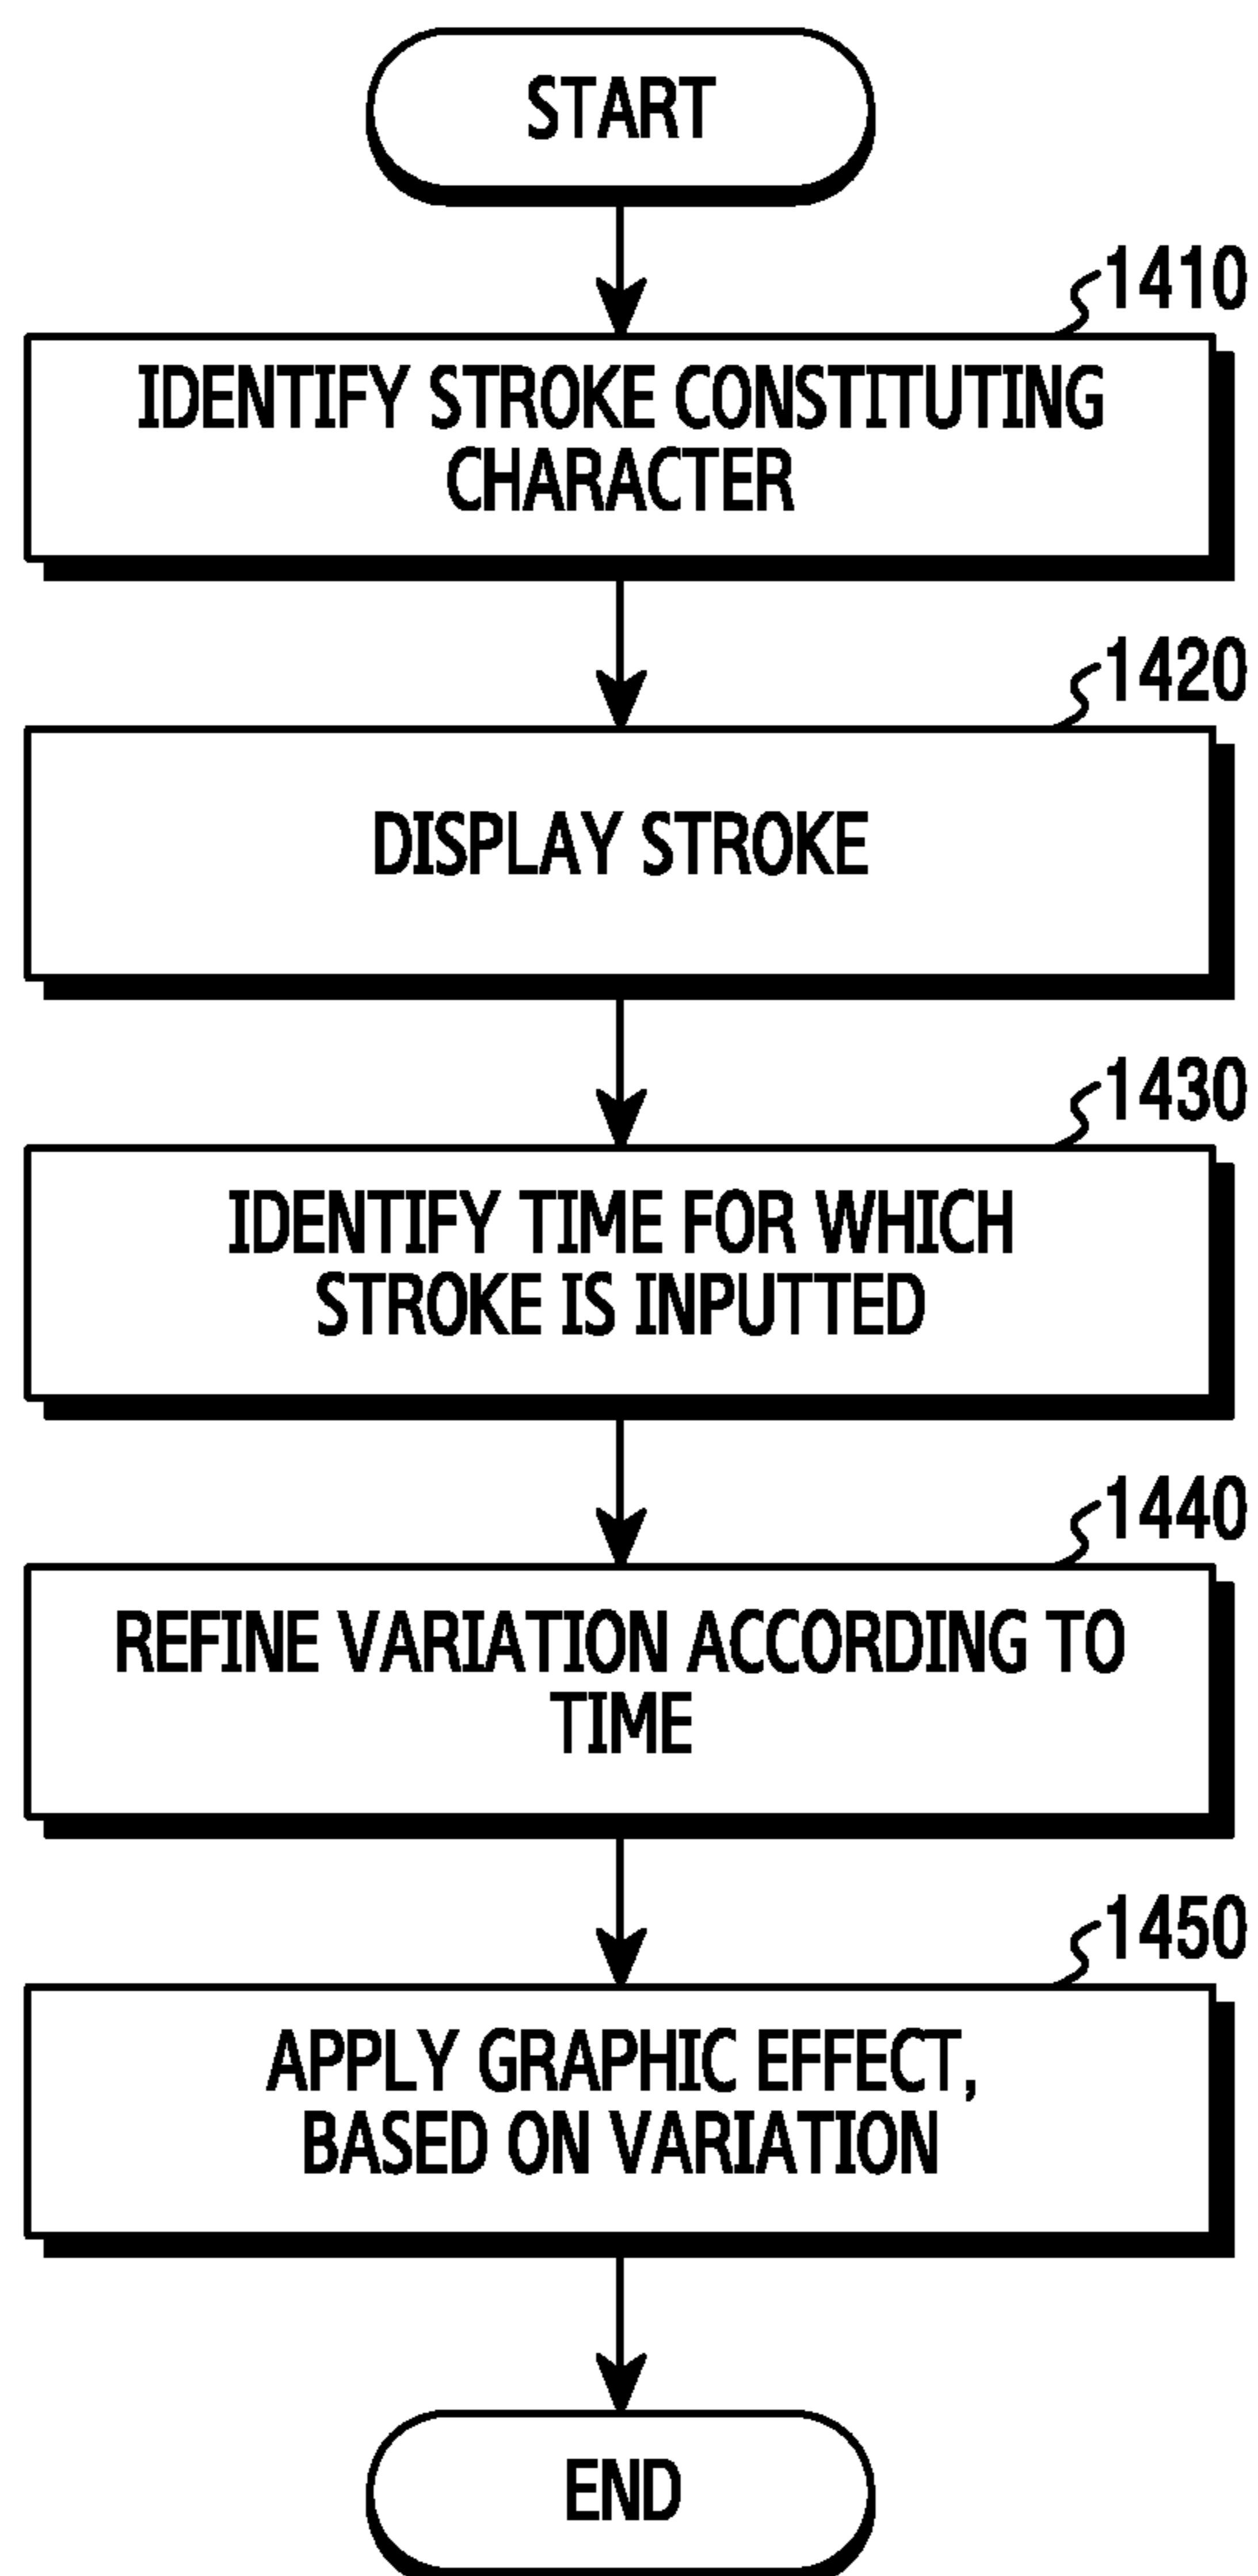 START
1410
IDENTIFY STROKE CONSTITUTING
CHARACTER
1420
DISPLAY STROKE
1430
IDENTIFY TIME FOR WHICH
STROKE IS INPUTTED
1440
REFINE VARIATION ACCORDING TO
TIME
1450
APPLY GRAPHIC EFFECT,
BASED ON VARIATION
END